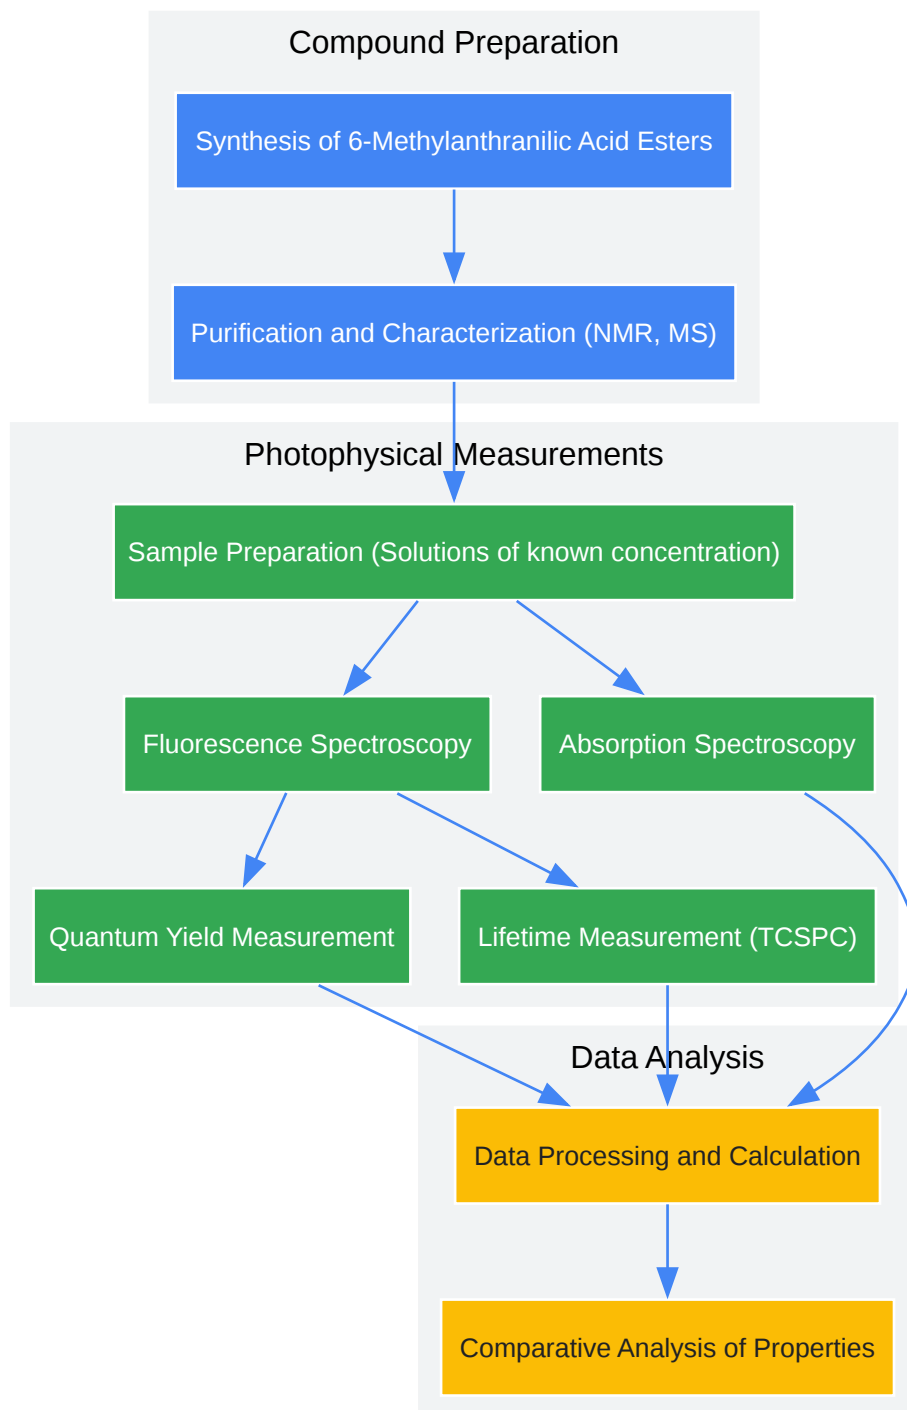 Compound Preparation
Synthesis of 6-Methylanthranilic Acid Esters
Purification and Characterization (NMR, MS)
Photophysical Measurements
Sample Preparation (Solutions of known concentration)
Fluorescence Spectroscopy
Absorption Spectroscopy
Quantum Yield Measurement
Lifetime Measurement (TCSPC)
Data Analysis
Data Processing and Calculation
Comparative Analysis of Properties